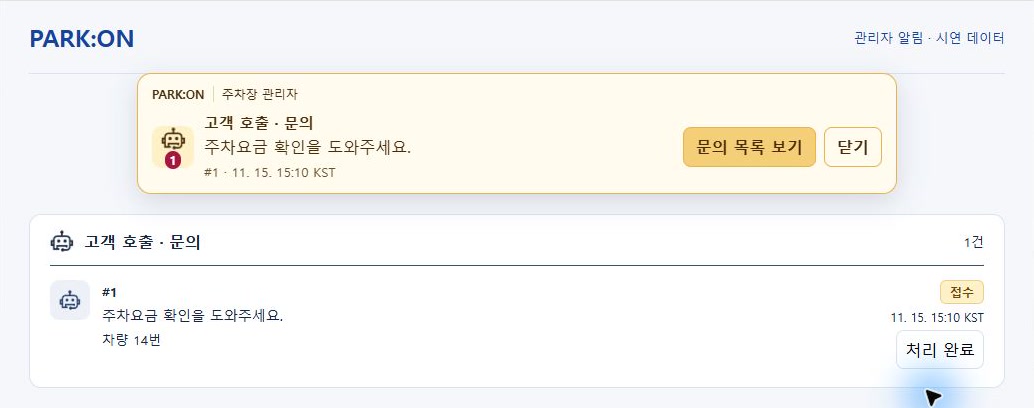 PARK:ON
관리자 알림 · 시연 데이터
PARK:ON 주차장 관리자
고객 호출 · 문의
주차요금 확인을 도와주세요.
#1 · 11. 15. 15:10 KST
1
문의 목록 보기
닫기
고객 호출 · 문의
1건
#1
주차요금 확인을 도와주세요.
차량 14번
접수
11. 15. 15:10 KST
처리 완료